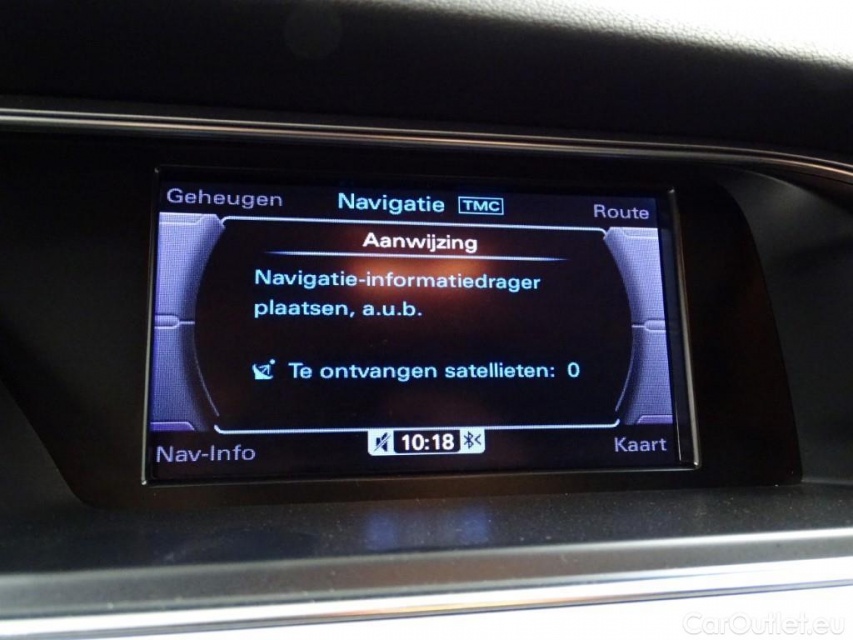 Geheugen Navigatie TMC Route
Aanwijzing
Navigatie-informatiedrager
plaatsen, a.u.b.
Te ontvangen satellieten: 0
Nav-Info 10:18 Kaart
CarOutlet.eu